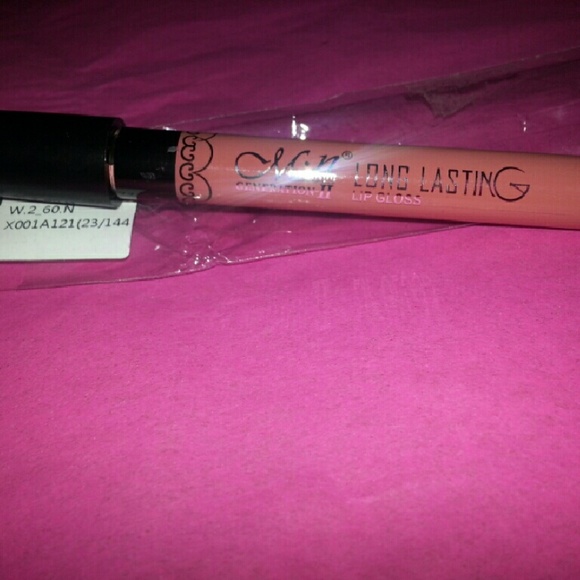 M.n®
GENERATION II
LONG LASTING
LIP GLOSS
W.2_60.N
X001A121(23/144